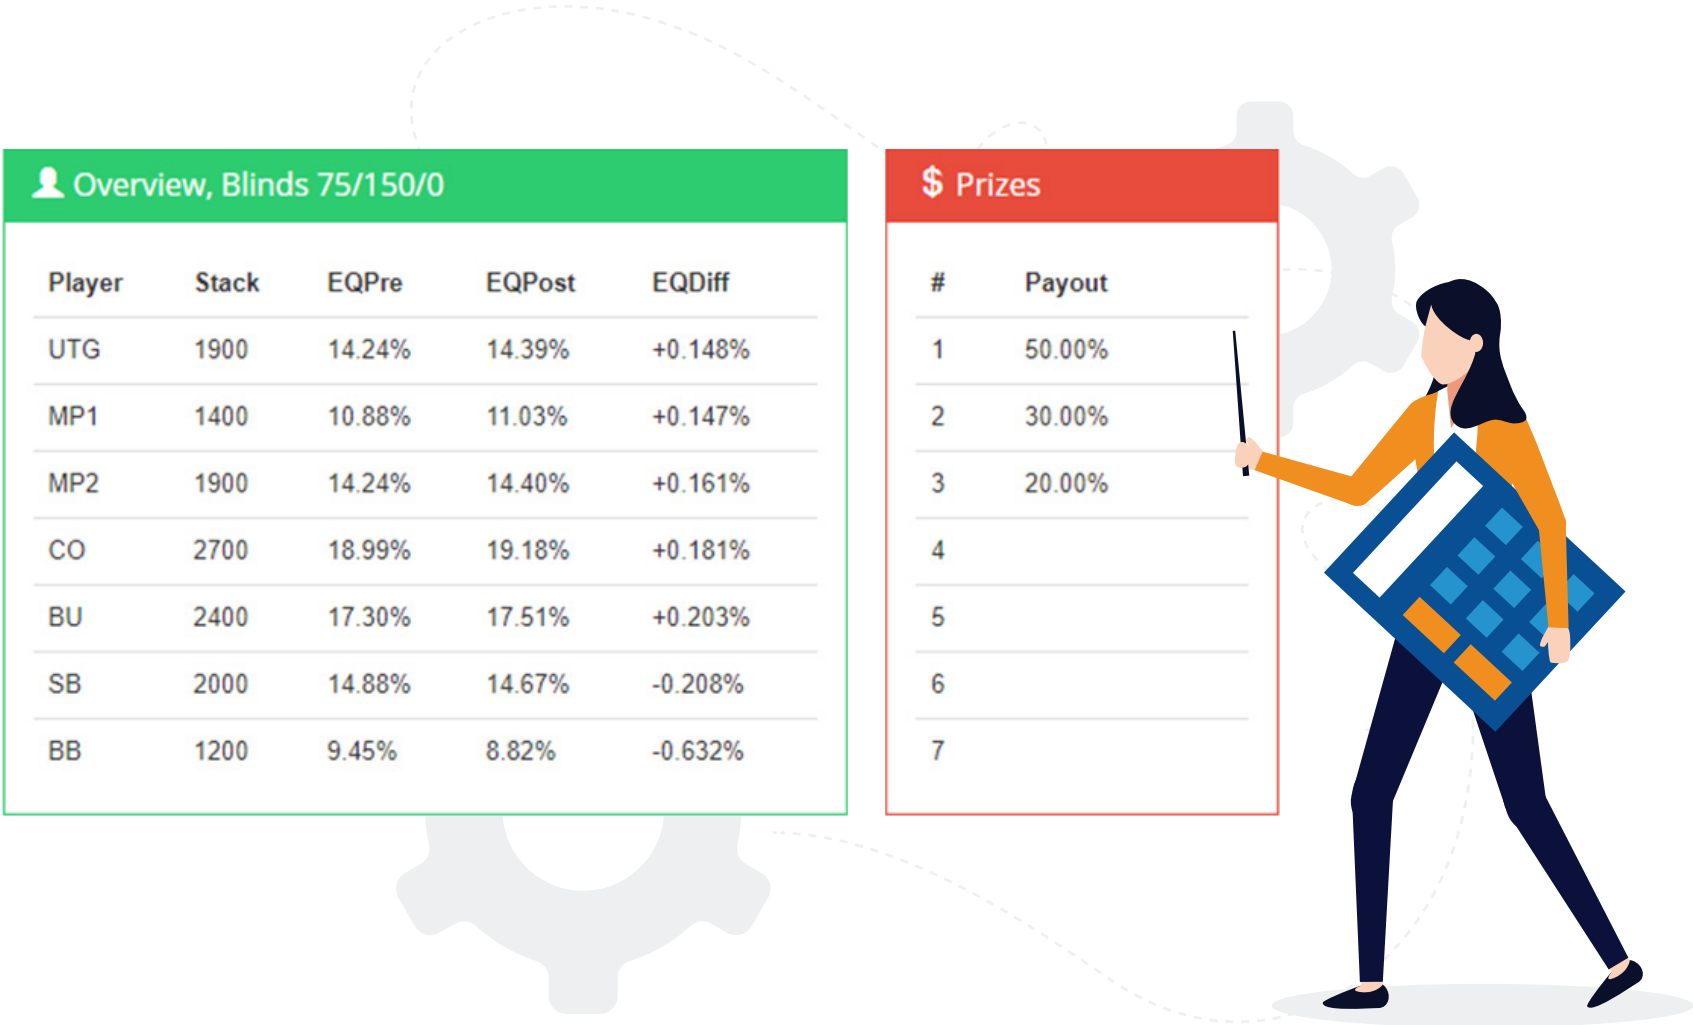 Overview, Blinds 75/150/0
Player Stack EQPre EQPost EQDiff
UTG 1900 14.24% 14.39% +0.148%
MP1 1400 10.88% 11.03% +0.147%
MP2 1900 14.24% 14.40% +0.161%
CO 2700 18.99% 19.18% +0.181%
BU 2400 17.30% 17.51% +0.203%
SB 2000 14.88% 14.67% -0.208%
BB 1200 9.45% 8.82% -0.632%
$ Prizes
# Payout
1 50.00%
2 30.00%
3 20.00%
4
5
6
7